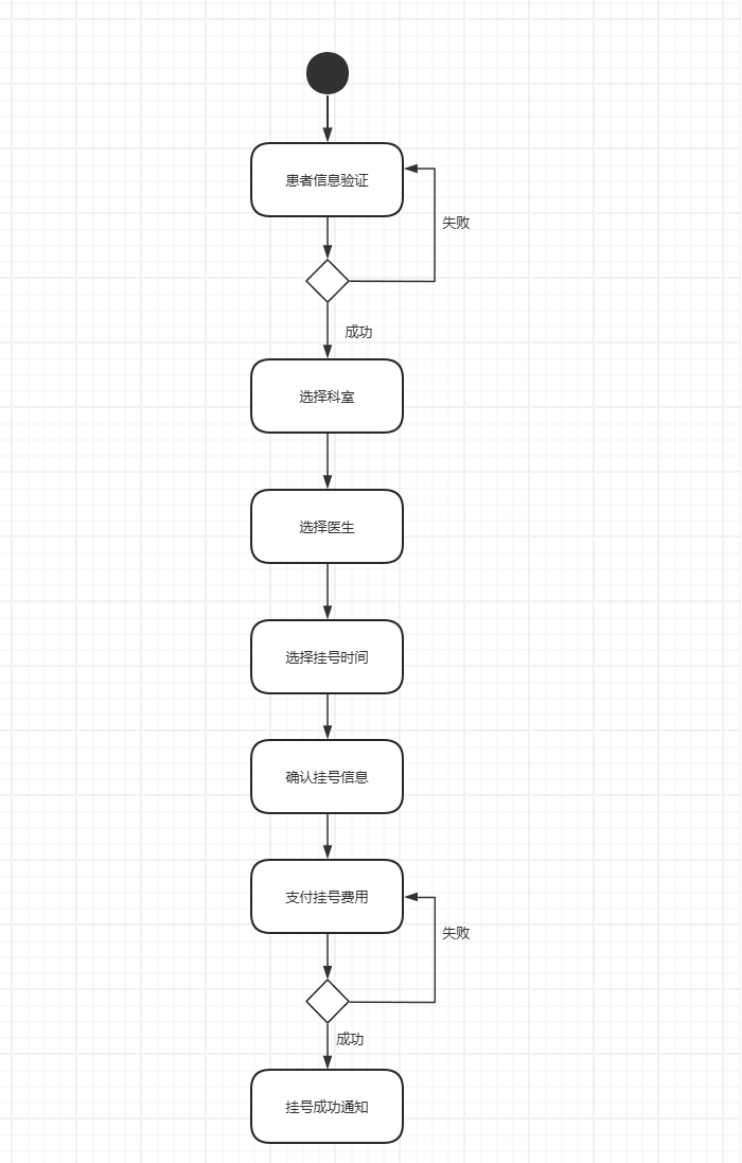 患者信息验证
失败
成功
选择科室
选择医生
选择挂号时间
确认挂号信息
支付挂号费用
失败
成功
挂号成功通知